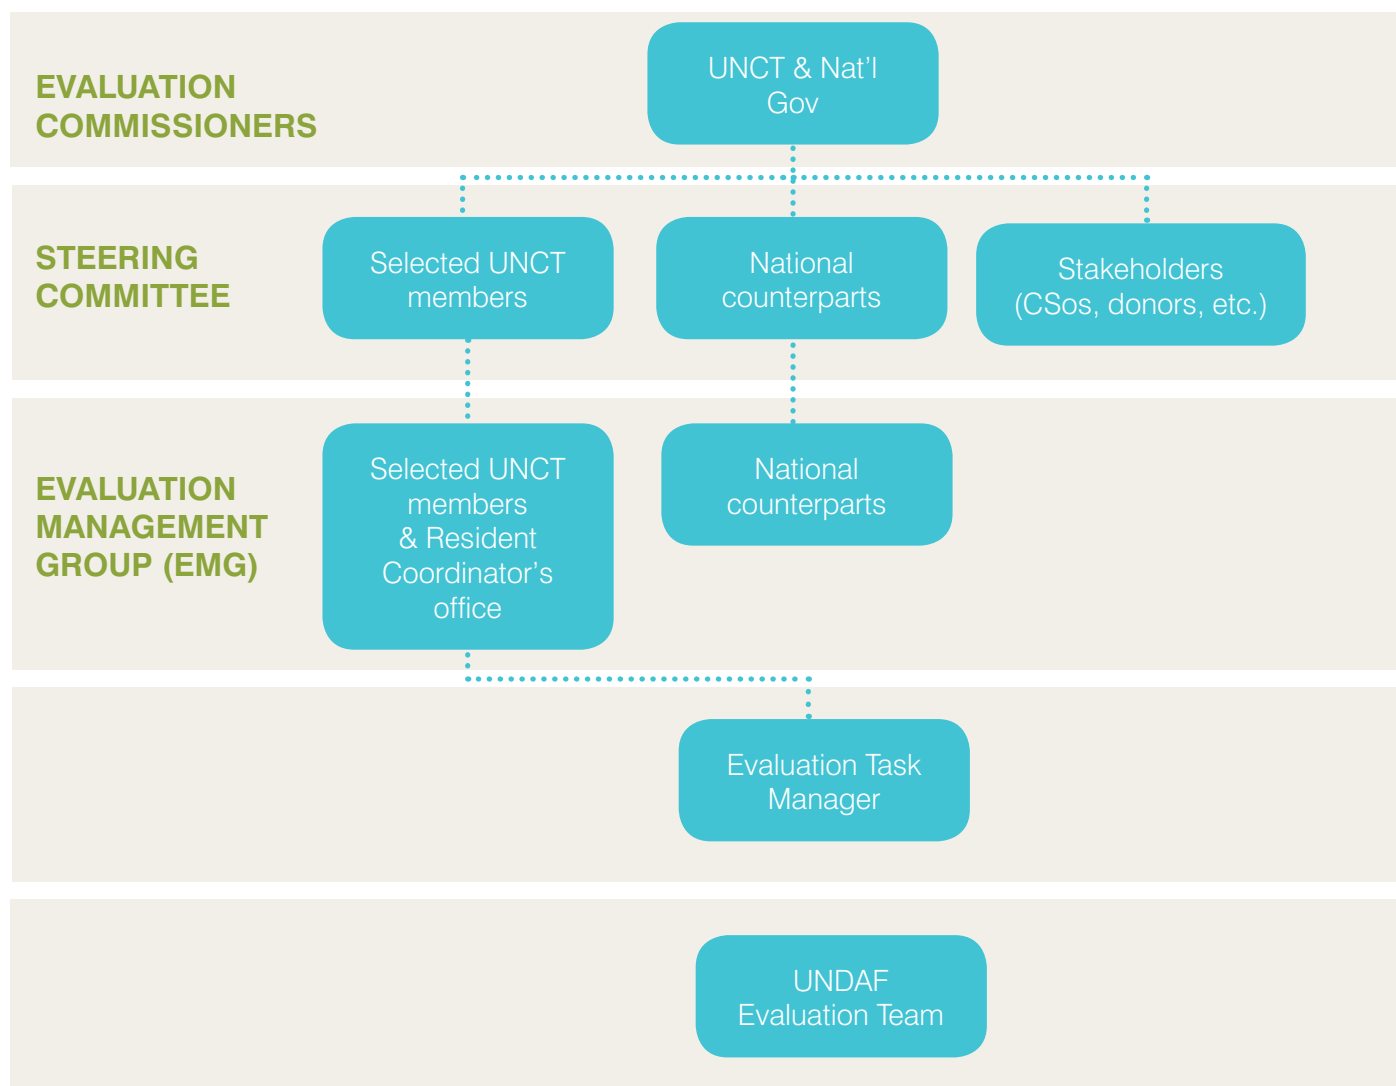 EVALUATION
COMMISSIONERS
UNCT & Nat'l
Gov
STEERING
COMMITTEE
Selected UNCT
members
National
counterparts
Stakeholders
(CSos, donors, etc.)
EVALUATION
MANAGEMENT
GROUP (EMG)
Selected UNCT
members
& Resident
Coordinator’s
office
National
counterparts
Evaluation Task
Manager
UNDAF
Evaluation Team